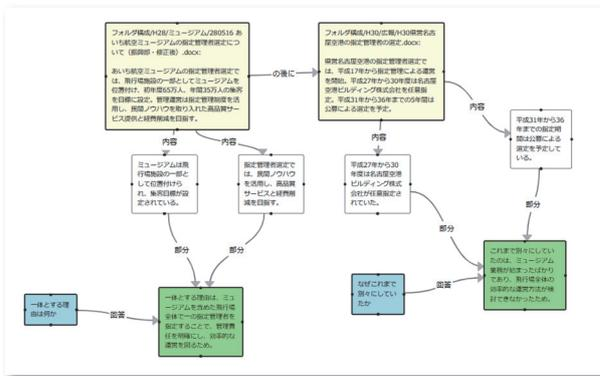 フォルダ構成/H28/ミュージアム/280516 あ
いち航空ミュージアムの指定管理者選定につ
いて（振興部・修正後）.docx:
あいち航空ミュージアムの指定管理者選定で
は、飛行場施設の一部としてミュージアムを
位置付け、初年度65万人、年間35万人の集客
を目標に設定。管理運営は指定管理制度を活
用し、民間ノウハウを取り入れた高品質サー
ビス提供と経費削減を目指す。
の後に
フォルダ構成/H30/広報/H30県営名古
屋空港の指定管理者の選定.docx:
県営名古屋空港の指定管理者選定で
は、平成17年から指定管理による運営
を開始。平成27年から30年度は名古屋
空港ビルディング株式会社を任意指
定。平成31年から36年までの5年間は
公募による選定を予定。
内容
内容
内容
内容
ミュージアムは飛
行場施設の一部と
して位置付けら
れ、集客目標が設
定されている。
指定管理者選定で
は、民間ノウハウ
を活用し、高品質
サービスと経費削
減を目指す。
平成27年から30
年度は名古屋空港
ビルディング株式
会社が任意指定さ
れていた。
平成31年から36
年までの指定期
間は公募による
選定を予定して
いる。
部分
部分
部分
部分
一体とする理
由は何か
回答
一体とする理由は、ミュ
ージアムを含めた飛行場
全体で一の指定管理者を
指定することで、管理責
任を明確にし、効率的な
運営を図るため。
なぜこれまで
別々にしてい
たか
回答
これまで別々にしてい
たのは、ミュージアム
業務が始まったばかり
であり、飛行場全体の
効率的な運営方法が検
討できなかったため。